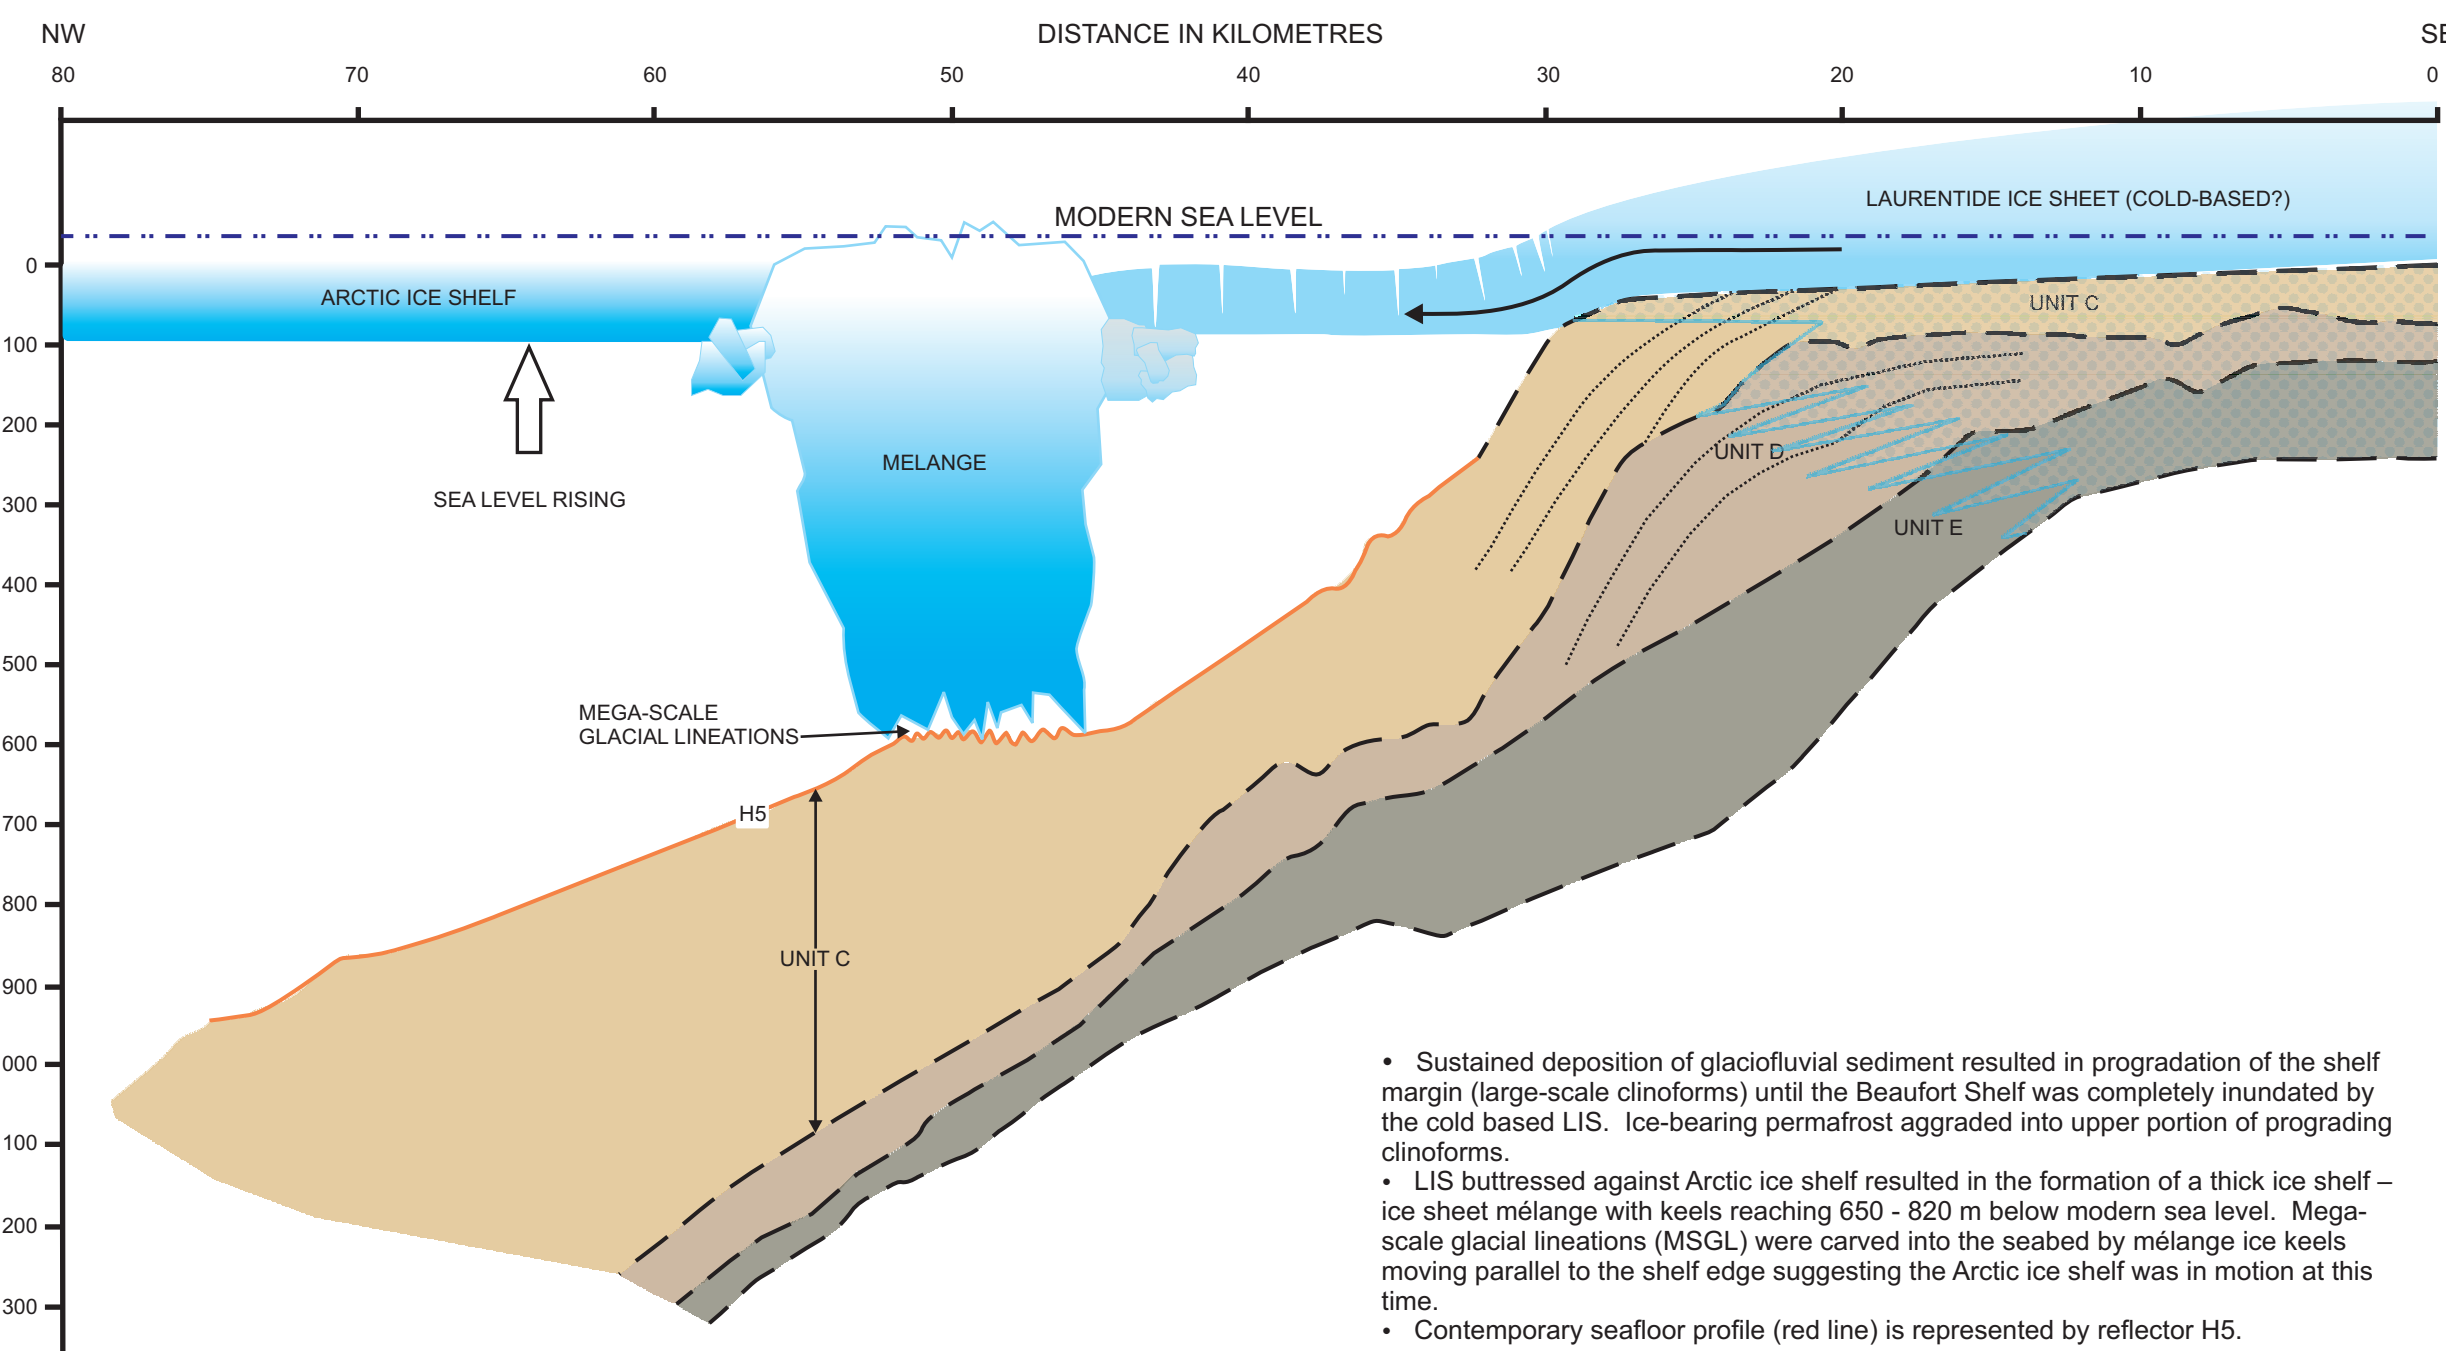 NW DISTANCE IN KILOMETRES SE
80 70 60 50 40 30 20 10 0
LAURENTIDE ICE SHEET (COLD-BASED?)
MODERN SEA LEVEL
0
ARCTIC ICE SHELF
UNIT C
100
200
UNIT D
MELANGE
SEA LEVEL RISING
300
UNIT E
400
500
MEGA-SCALE
GLACIAL LINEATIONS
600
700
H5
800
UNIT C
900
000
100
200
300
• Sustained deposition of glaciofluvial sediment resulted in progradation of the shelf
margin (large-scale clinoforms) until the Beaufort Shelf was completely inundated by
the cold based LIS. Ice-bearing permafrost aggraded into upper portion of prograding
clinoforms.
• LIS buttressed against Arctic ice shelf resulted in the formation of a thick ice shelf –
ice sheet mélange with keels reaching 650 - 820 m below modern sea level. Mega-
scale glacial lineations (MSGL) were carved into the seabed by mélange ice keels
moving parallel to the shelf edge suggesting the Arctic ice shelf was in motion at this
time.
• Contemporary seafloor profile (red line) is represented by reflector H5.